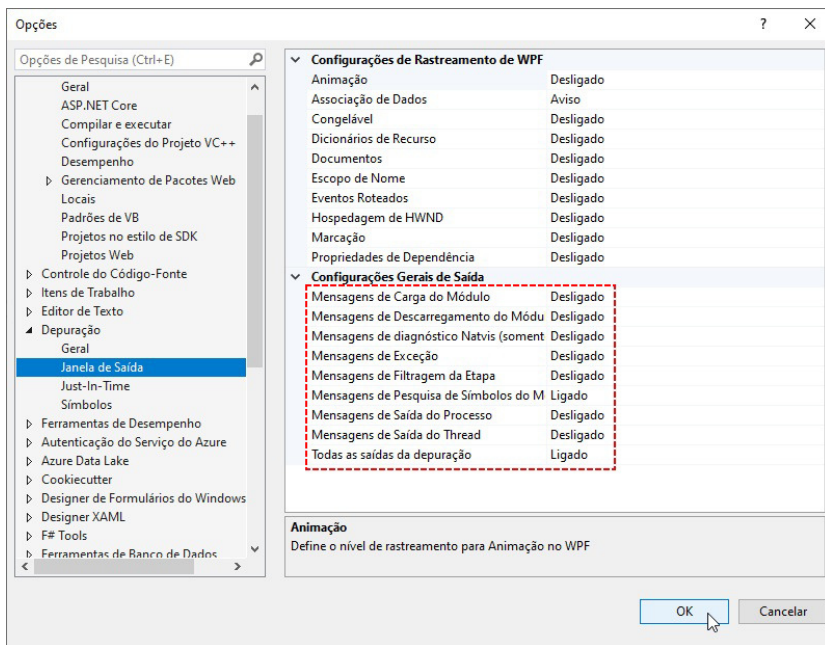 Opções
Opções de Pesquisa (Ctrl+E)
Geral
ASP.NET Core
Compilar e executar
Configurações do Projeto VC++
Desempenho
Gerenciamento de Pacotes Web
Locais
Padrões de VB
Projetos no estilo de SDK
Projetos Web
Controle do Código-Fonte
Itens de Trabalho
Editor de Texto
Depuração
Geral
Janela de Saída
Just-In-Time
Símbolos
Ferramentas de Desempenho
Autenticação do Serviço do Azure
Azure Data Lake
Cookiecutter
Designer de Formulários do Windows
Designer XAML
F# Tools
Ferramentas de Banco de Dados
Configurações de Rastreamento de WPF
Animação Desligado
Associação de Dados Aviso
Congelável Desligado
Dicionários de Recurso Desligado
Documentos Desligado
Escopo de Nome Desligado
Eventos Roteados Desligado
Hospedagem de HWND Desligado
Marcação Desligado
Propriedades de Dependência Desligado
Configurações Gerais de Saída
Mensagens de Carga do Módulo Desligado
Mensagens de Descarregamento do Módu Desligado
Mensagens de diagnóstico Natvis (soment Desligado
Mensagens de Exceção Desligado
Mensagens de Filtragem da Etapa Desligado
Mensagens de Pesquisa de Símbolos do M Ligado
Mensagens de Saída do Processo Desligado
Mensagens de Saída do Thread Desligado
Todas as saídas da depuração Ligado
Animação
Define o nível de rastreamento para Animação no WPF
OK Cancelar